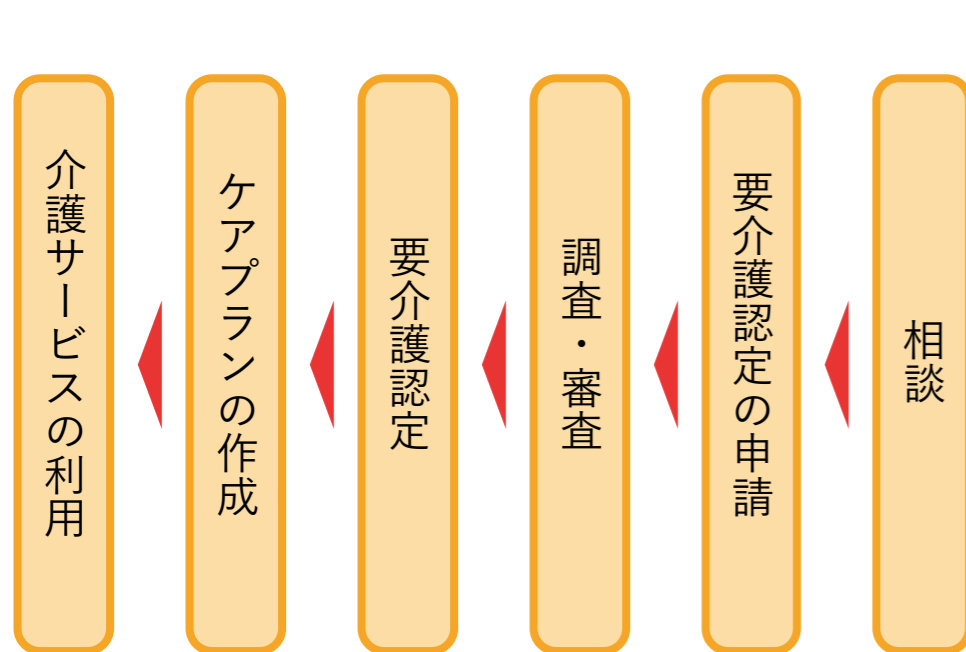 相談
要介護認定の申請
調査・審査
要介護認定
ケアプランの作成
介護サービスの利用